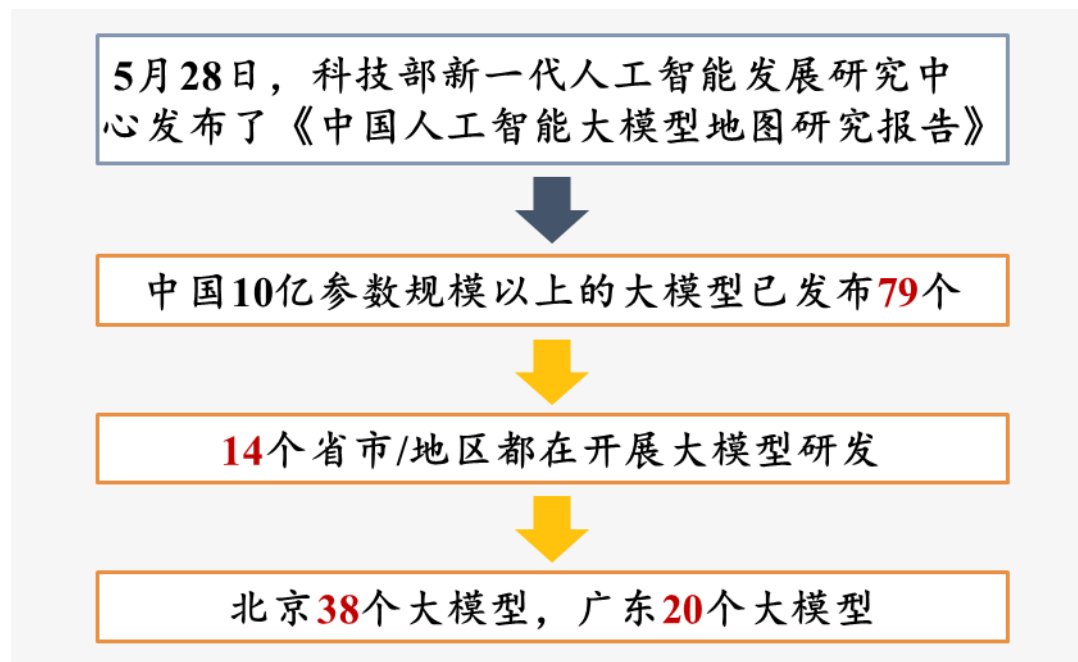 5月28日，科技部新一代人工智能发展研究中
心发布了《中国人工智能大模型地图研究报告》
中国10亿参数规模以上的大模型已发布79个
14个省市/地区都在开展大模型研发
北京38个大模型，广东20个大模型